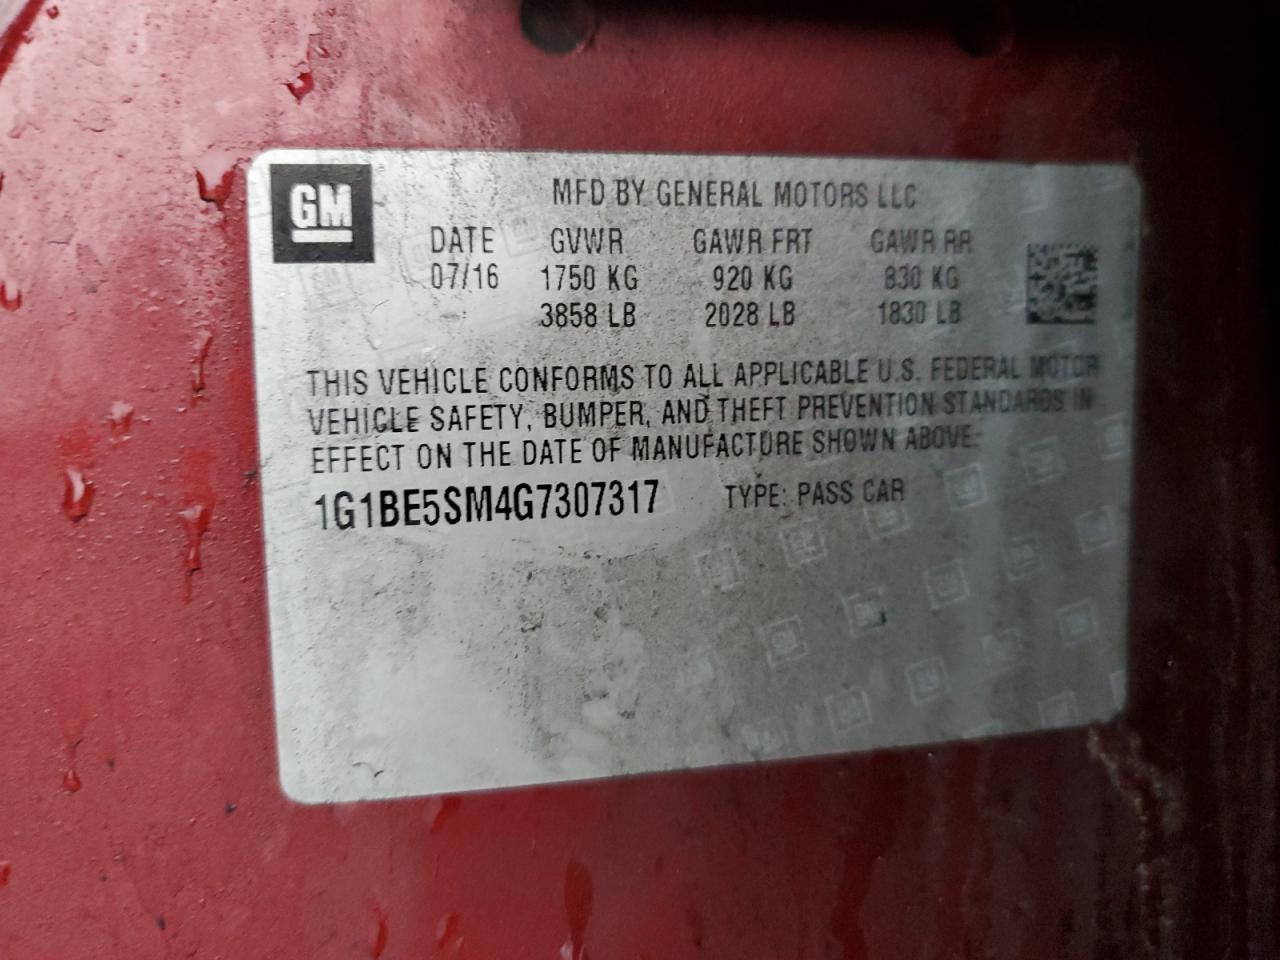 GM
MFD BY GENERAL MOTORS LLC
DATE GVWR GAWR FRT GAWR RR
07/16 1750 KG 920 KG 830 KG
3858 LB 2028 LB 1830 LB
THIS VEHICLE CONFORMS TO ALL APPLICABLE U.S. FEDERAL MOTOR
VEHICLE SAFETY, BUMPER, AND THEFT PREVENTION STANDARDS IN
EFFECT ON THE DATE OF MANUFACTURE SHOWN ABOVE.
1G1BE5SM4G7307317 TYPE: PASS CAR